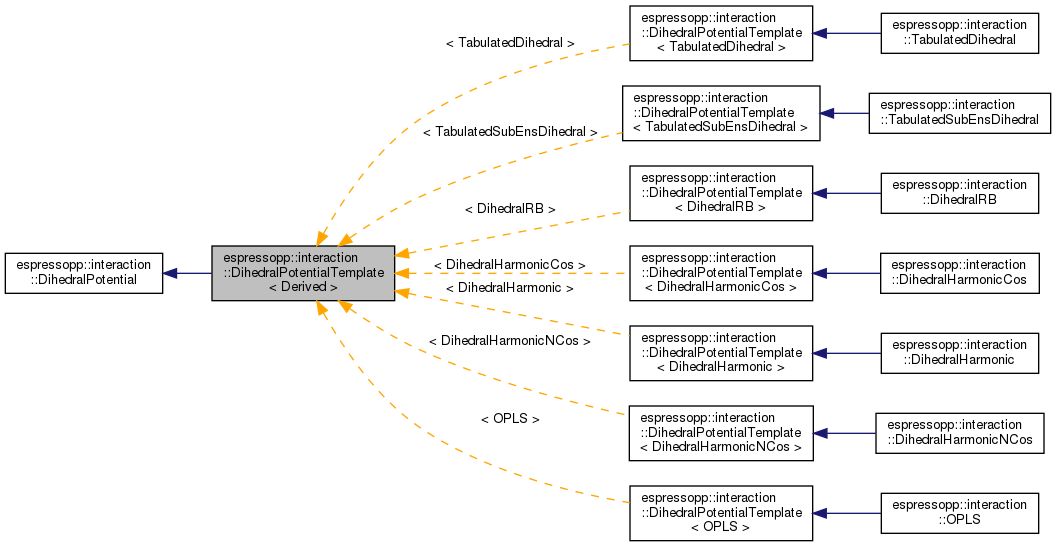 espressopp::interaction
::DihedralPotential
espressopp::interaction
::DihedralPotentialTemplate
< Derived >
< TabulatedDihedral >
espressopp::interaction
::DihedralPotentialTemplate
< TabulatedDihedral >
espressopp::interaction
::TabulatedDihedral
< TabulatedSubEnsDihedral >
espressopp::interaction
::DihedralPotentialTemplate
< TabulatedSubEnsDihedral >
espressopp::interaction
::TabulatedSubEnsDihedral
< DihedralRB >
espressopp::interaction
::DihedralPotentialTemplate
< DihedralRB >
espressopp::interaction
::DihedralRB
< DihedralHarmonicCos >
espressopp::interaction
::DihedralPotentialTemplate
< DihedralHarmonicCos >
espressopp::interaction
::DihedralHarmonicCos
< DihedralHarmonic >
espressopp::interaction
::DihedralPotentialTemplate
< DihedralHarmonic >
espressopp::interaction
::DihedralHarmonic
< DihedralHarmonicNCos >
espressopp::interaction
::DihedralPotentialTemplate
< DihedralHarmonicNCos >
espressopp::interaction
::DihedralHarmonicNCos
< OPLS >
espressopp::interaction
::DihedralPotentialTemplate
< OPLS >
espressopp::interaction
::OPLS